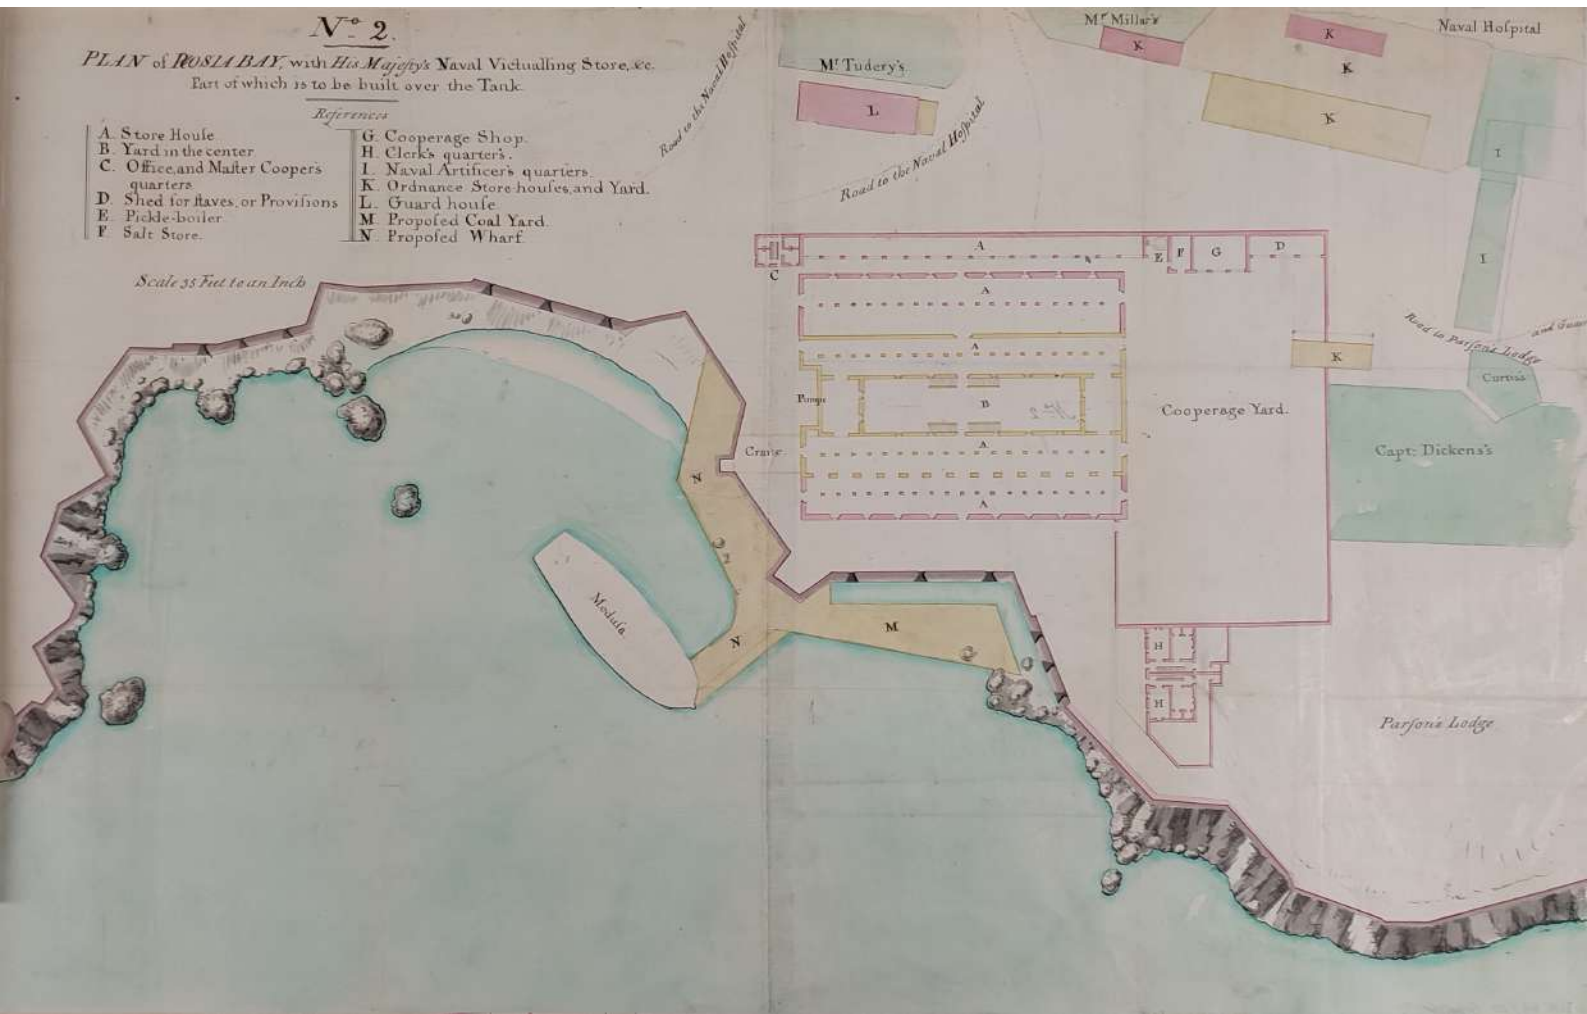 No. 2.
PLAN of ROSIA BAY, with His Majesty's Naval Victualling Store, &c.
Part of which is to be built over the Tank.
References
A. Store House
B. Yard in the center
C. Office, and Master Cooper's
quarters
D. Shed for staves, or Provisions
E. Pickle-boiler
F. Salt Store.
G. Cooperage Shop.
H. Clerk's quarter's.
I. Naval Artificer's quarters.
K. Ordnance Store-houses, and Yard.
L. Guard house.
M. Proposed Coal Yard.
N. Proposed Wharf
Scale 35 Feet to an Inch
Road to the Naval Hospital
Mr. Tudery's
L
Road to the Naval Hospital
Mr. Millar's
K
K
Naval Hospital
K
K
I
I
Road to Parson's Lodge
and
Curtis's
K
Capt: Dickens's
Cooperage Yard.
C
A
E
F
G
D
A
A
Pumps
B
No. 2
A
A
Crane
N
N
M
Medusa
H
H
Parson's Lodge